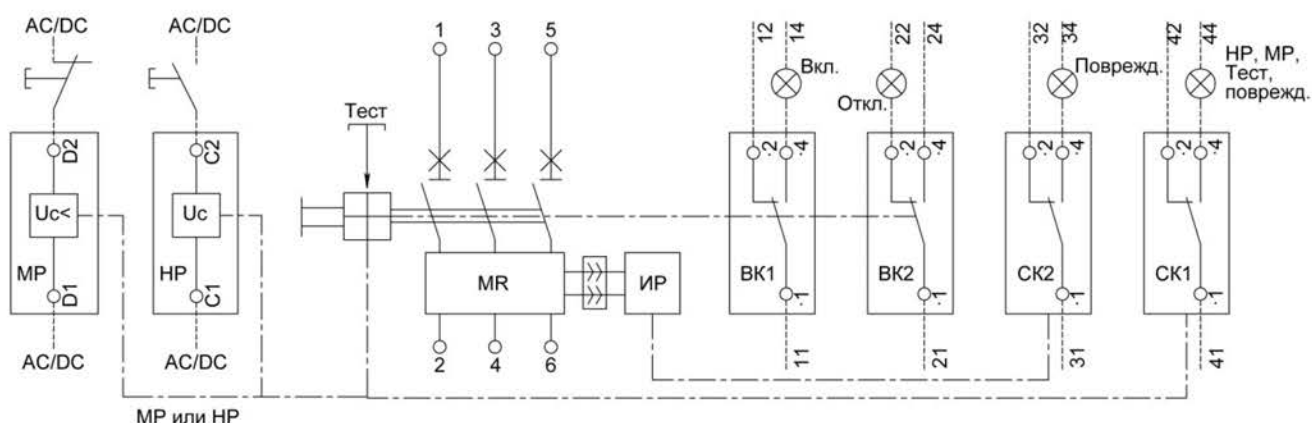 AC/DC
AC/DC
1
3
5
12
14
22
24
32
34
42
44
Вкл.
Откл.
Поврежд.
НР, МР,
Тест,
поврежд.
Тест
D2
C2
.2
.4
.2
.4
.2
.4
.2
.4
Uc<
Uc
МР
НР
MR
ИР
ВК1
ВК2
СК2
СК1
D1
C1
.1
.1
.1
.1
AC/DC
AC/DC
2
4
6
11
21
31
41
МР или НР